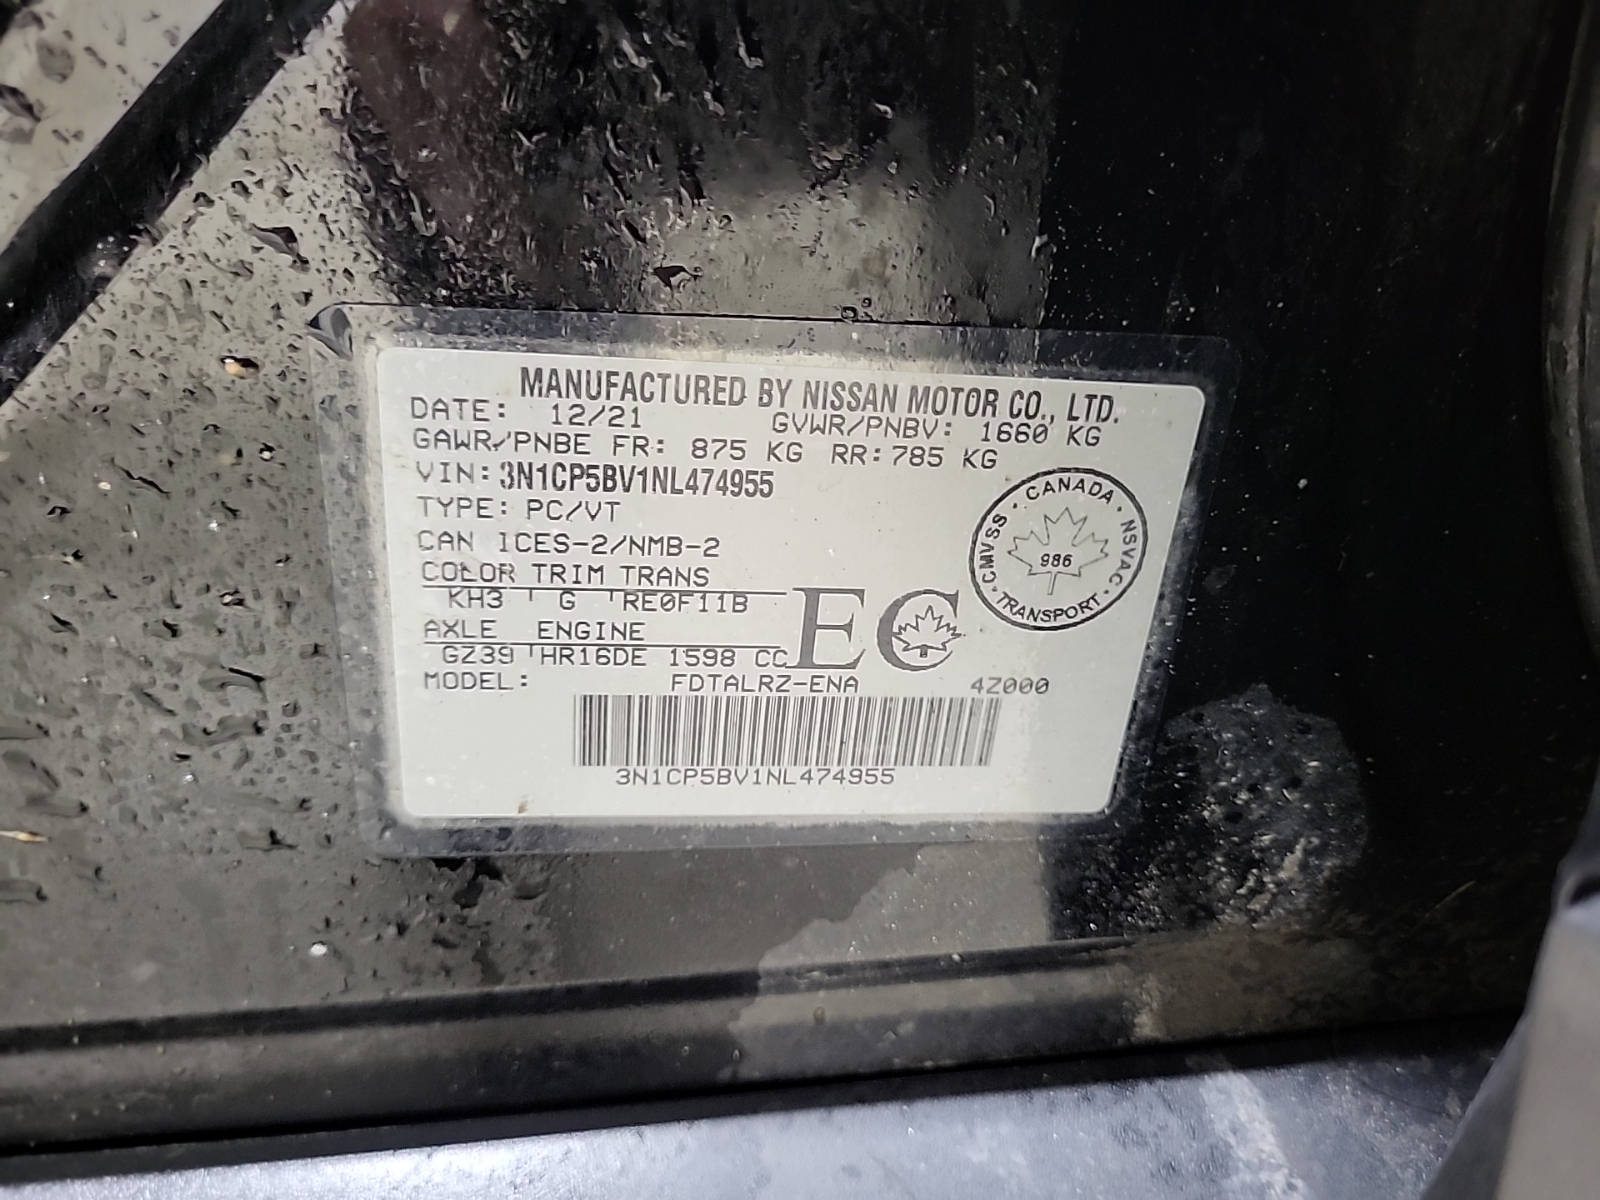 MANUFACTURED BY NISSAN MOTOR CO., LTD.
DATE: 12/21 GVWR/PNBV: 1660 KG
GAWR/PNBE FR: 875 KG RR: 785 KG
VIN: 3N1CP5BV1NL474955
TYPE: PC/VT
CAN ICES-2/NMB-2
COLOR TRIM TRANS
KH3 G RE0F11B
AXLE ENGINE
GZ39 HR16DE 1598 CC
EC
CANADA · NSVAC · TRANSPORT · CMVSS ·
986
MODEL: FDTALRZ-ENA 4Z000
3N1CP5BV1NL474955